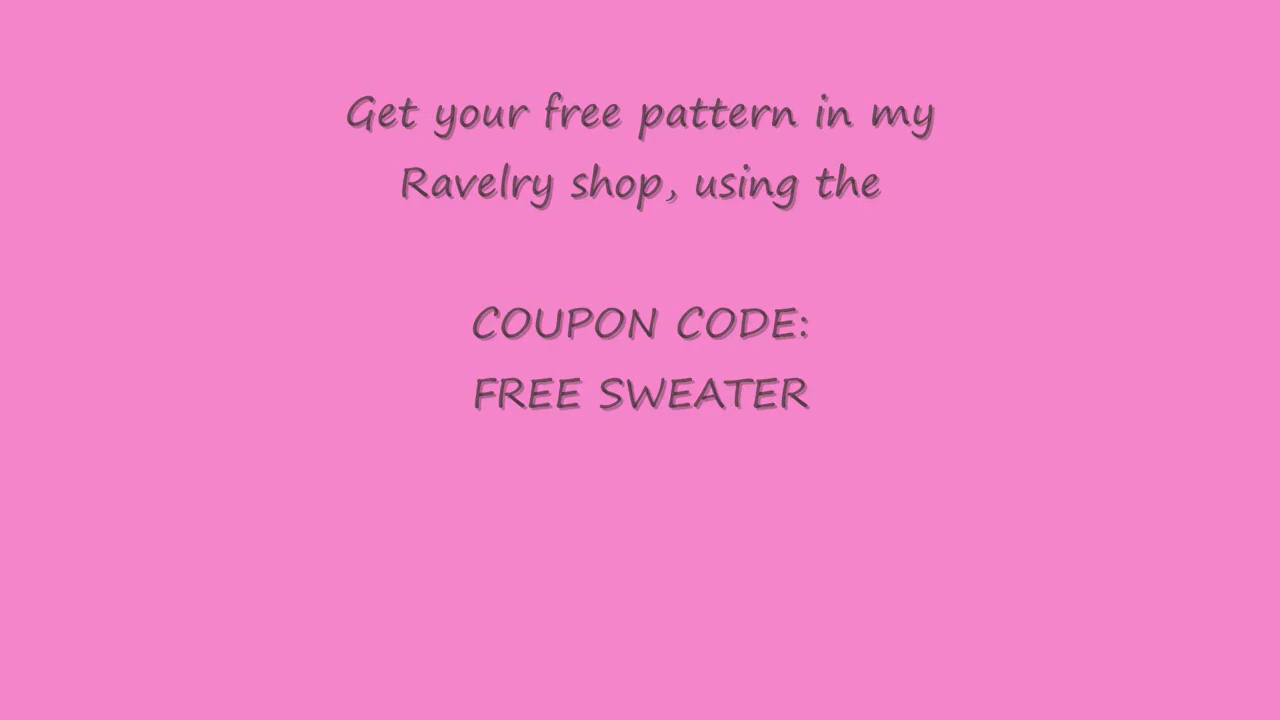 Get your free pattern in my
Ravelry shop, using the
COUPON CODE:
FREE SWEATER